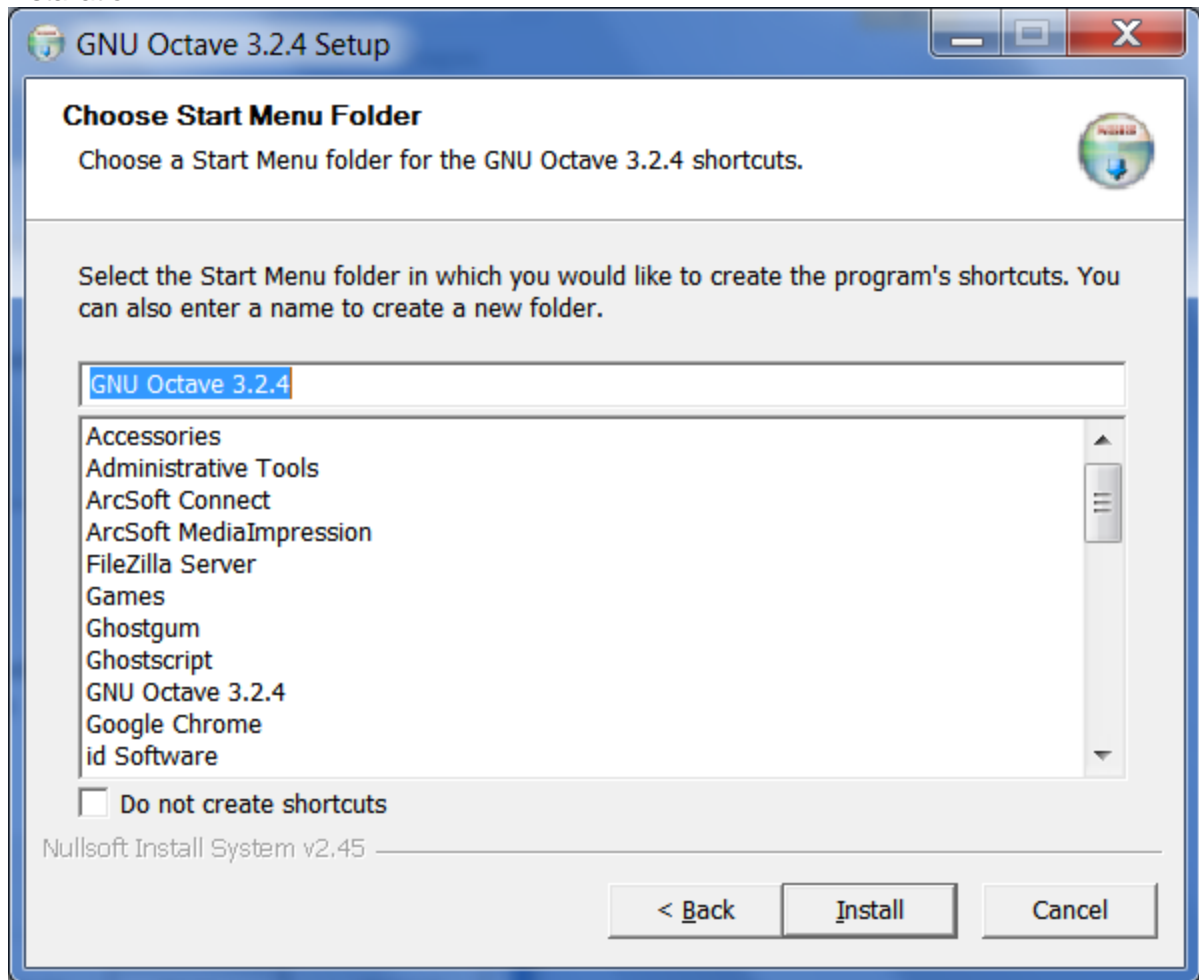 GNU Octave 3.2.4 Setup
X
Choose Start Menu Folder
Choose a Start Menu folder for the GNU Octave 3.2.4 shortcuts.
Select the Start Menu folder in which you would like to create the program's shortcuts. You
can also enter a name to create a new folder.
GNU Octave 3.2.4
Accessories
Administrative Tools
ArcSoft Connect
ArcSoft MediaImpression
FileZilla Server
Games
Ghostgum
Ghostscript
GNU Octave 3.2.4
Google Chrome
id Software
Do not create shortcuts
Nullsoft Install System v2.45
< Back Install Cancel